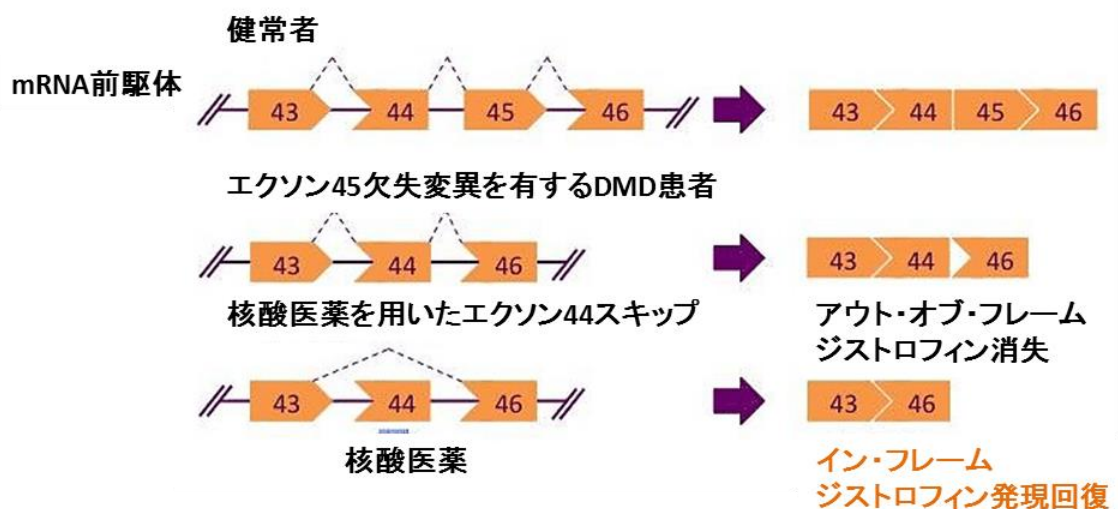 健常者
mRNA前駆体
43 44 45 46
43 44 45 46
エクソン45欠失変異を有するDMD患者
43 44 46
43 44 46
核酸医薬を用いたエクソン44スキップ
アウト・オブ・フレーム
ジストロフィン消失
43 44 46
43 46
核酸医薬
イン・フレーム
ジストロフィン発現回復